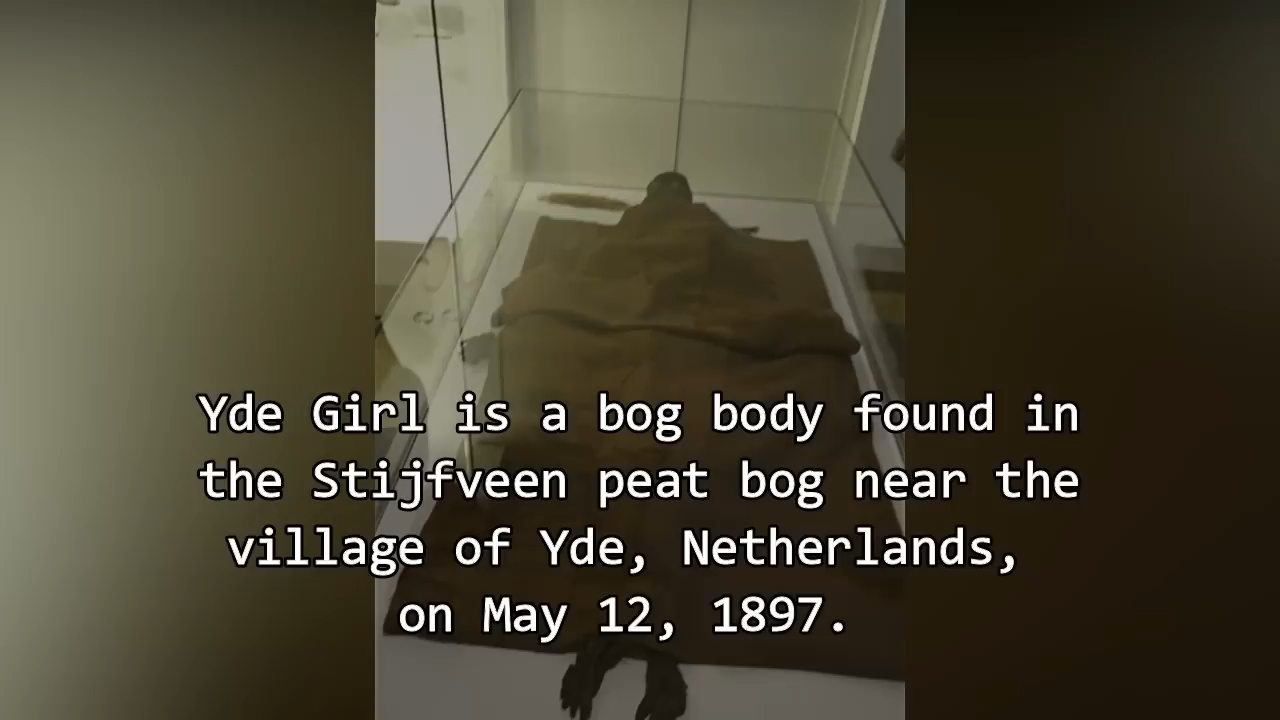 Yde Girl is a bog body found in
the Stijfveen peat bog near the
village of Yde, Netherlands,
on May 12, 1897.